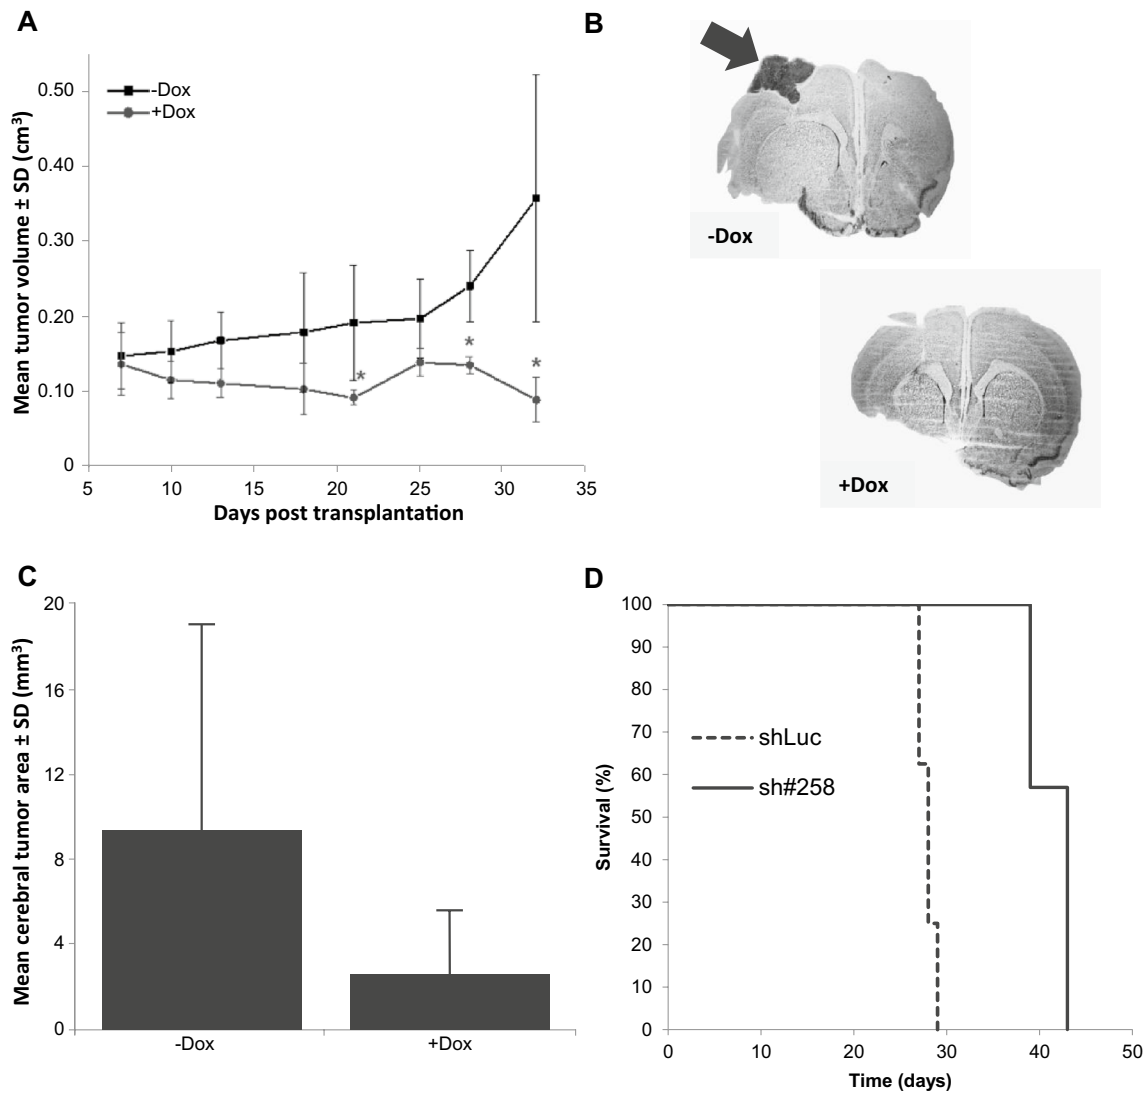 A
Mean tumor volume ± SD (cm³)
0.50
0.40
0.30
0.20
0.10
0
-Dox
+Dox
*
*
*
5 10 15 20 25 30 35
Days post transplantation
B
-Dox
+Dox
C
Mean cerebral tumor area ± SD (mm³)
20
16
12
8
4
0
-Dox +Dox
D
Survival (%)
100
90
80
70
60
50
40
30
20
10
0
shLuc
sh#258
0 10 20 30 40 50
Time (days)